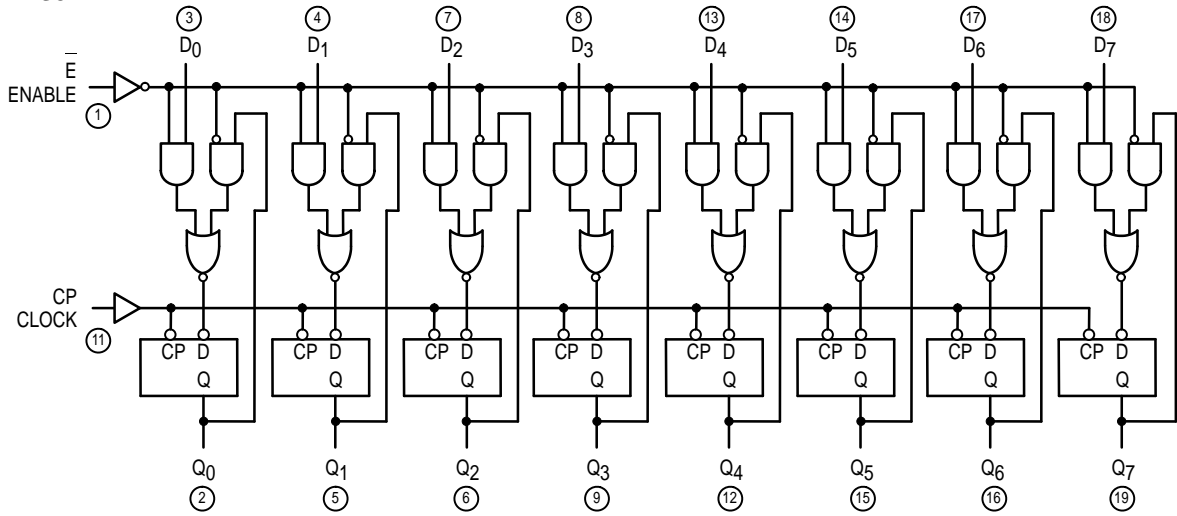 3 4 7 8 13 14 17 18
D0 D1 D2 D3 D4 D5 D6 D7
E
ENABLE
1
CP
CLOCK
11
CP D CP D CP D CP D CP D CP D CP D CP D
Q Q Q Q Q Q Q Q
Q0 Q1 Q2 Q3 Q4 Q5 Q6 Q7
2 5 6 9 12 15 16 19